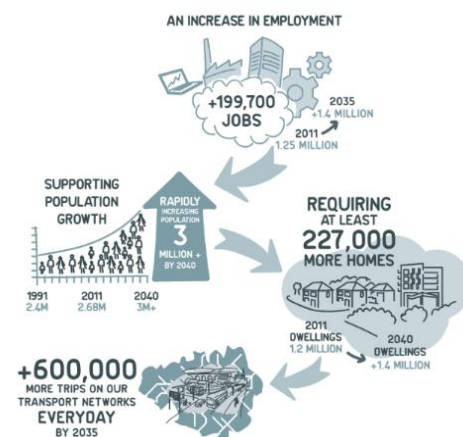 AN INCREASE IN EMPLOYMENT
+199,700
JOBS
2035
+1.4 MILLION
2011
1.25 MILLION
SUPPORTING
POPULATION
GROWTH
RAPIDLY
INCREASING
POPULATION
3
MILLION +
BY 2040
1991
2.4M
2011
2.68M
2040
3M+
REQUIRING
AT LEAST
227,000
MORE HOMES
2011
DWELLINGS
1.2 MILLION
2040
DWELLINGS
+1.4 MILLION
+600,000
MORE TRIPS ON OUR
TRANSPORT NETWORKS
EVERYDAY
BY 2035